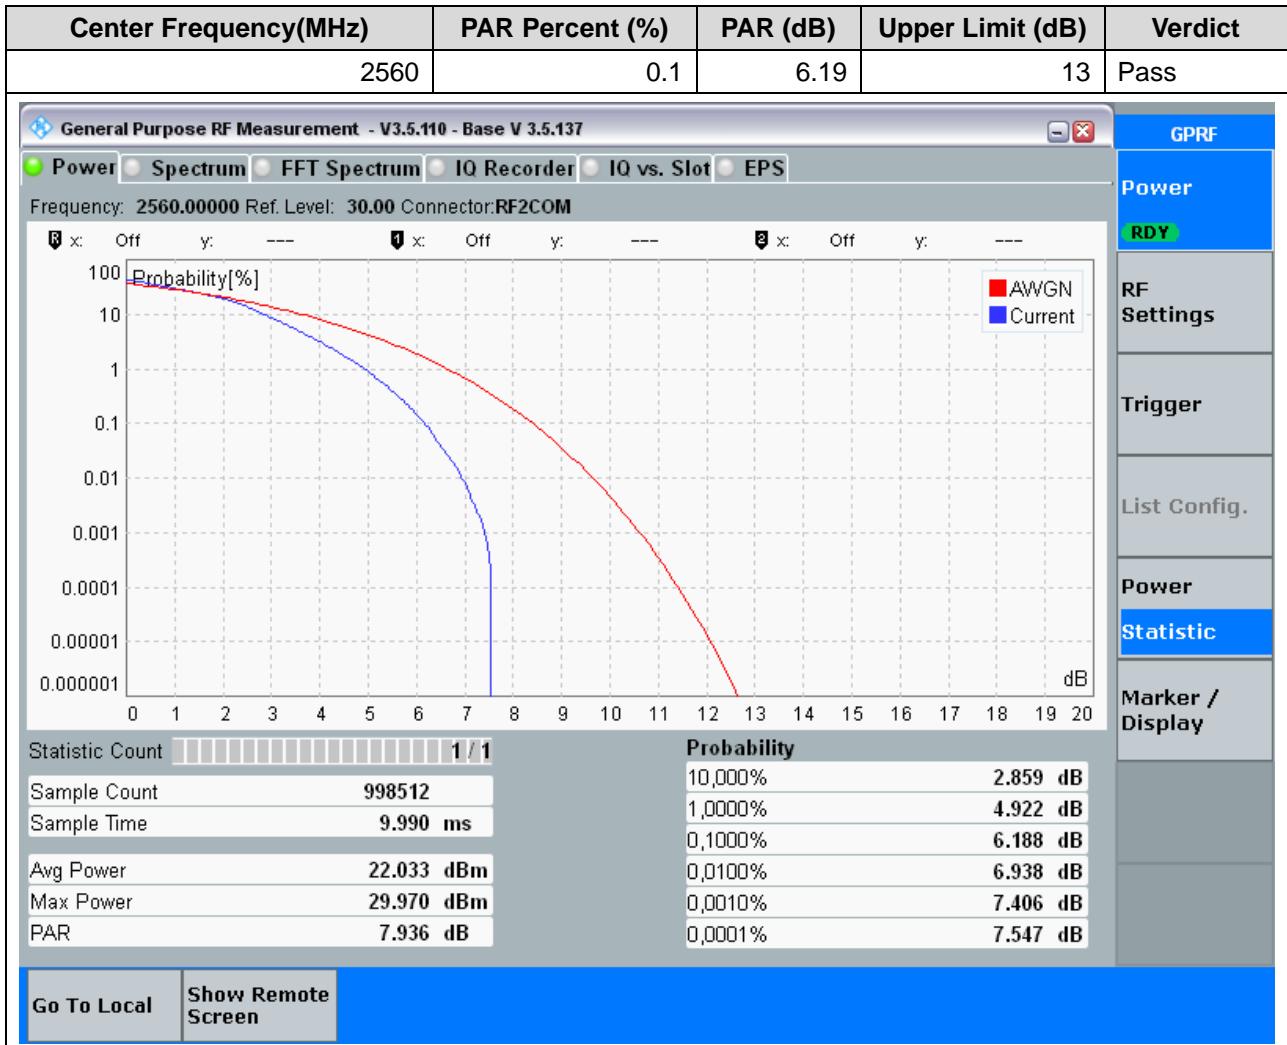 Center Frequency(MHz) PAR Percent (%) PAR (dB) Upper Limit (dB) Verdict
2560 0.1 6.19 13 Pass
General Purpose RF Measurement - V3.5.110 - Base V 3.5.137
GPRF
Power Spectrum FFT Spectrum IQ Recorder IQ vs. Slot EPS
Power
RDY
Frequency: 2560.00000 Ref. Level: 30.00 Connector:RF2COM
R x: Off y: --- 1 x: Off y: --- 2 x: Off y: ---
Probability[%]
AWGN
Current
100
10
1
0.1
0.01
0.001
0.0001
0.00001
0.000001
dB
0 1 2 3 4 5 6 7 8 9 10 11 12 13 14 15 16 17 18 19 20
RF
Settings
Trigger
List Config.
Power
Statistic
Marker /
Display
Statistic Count 1 / 1
Sample Count 998512
Sample Time 9.990 ms
Avg Power 22.033 dBm
Max Power 29.970 dBm
PAR 7.936 dB
Probability
10,000% 2.859 dB
1,0000% 4.922 dB
0,1000% 6.188 dB
0,0100% 6.938 dB
0,0010% 7.406 dB
0,0001% 7.547 dB
Go To Local
Show Remote
Screen